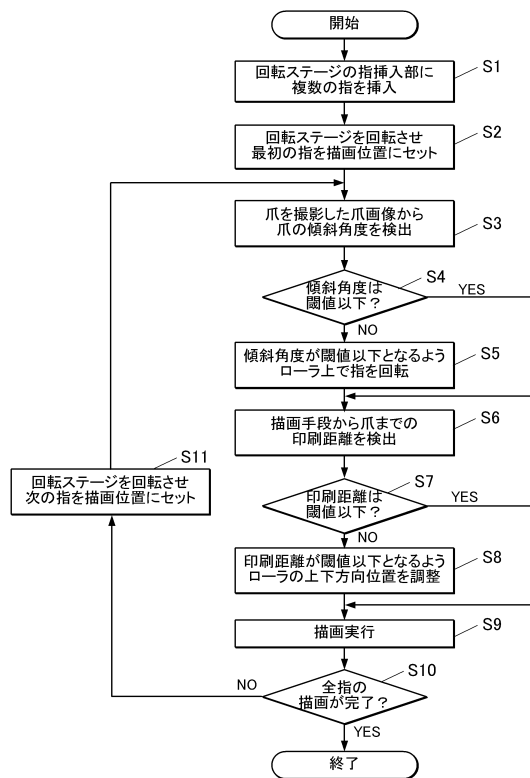 開始
回転ステージの指挿入部に
複数の指を挿入
S1
回転ステージを回転させ
最初の指を描画位置にセット
S2
爪を撮影した爪画像から
爪の傾斜角度を検出
S3
傾斜角度は
閾値以下？
S4
YES
NO
傾斜角度が閾値以下となるよう
ローラ上で指を回転
S5
描画手段から爪までの
印刷距離を検出
S6
印刷距離は
閾値以下？
S7
YES
NO
印刷距離が閾値以下となるよう
ローラの上下方向位置を調整
S8
描画実行
S9
全指の
描画が完了？
S10
NO
YES
回転ステージを回転させ
次の指を描画位置にセット
S11
終了